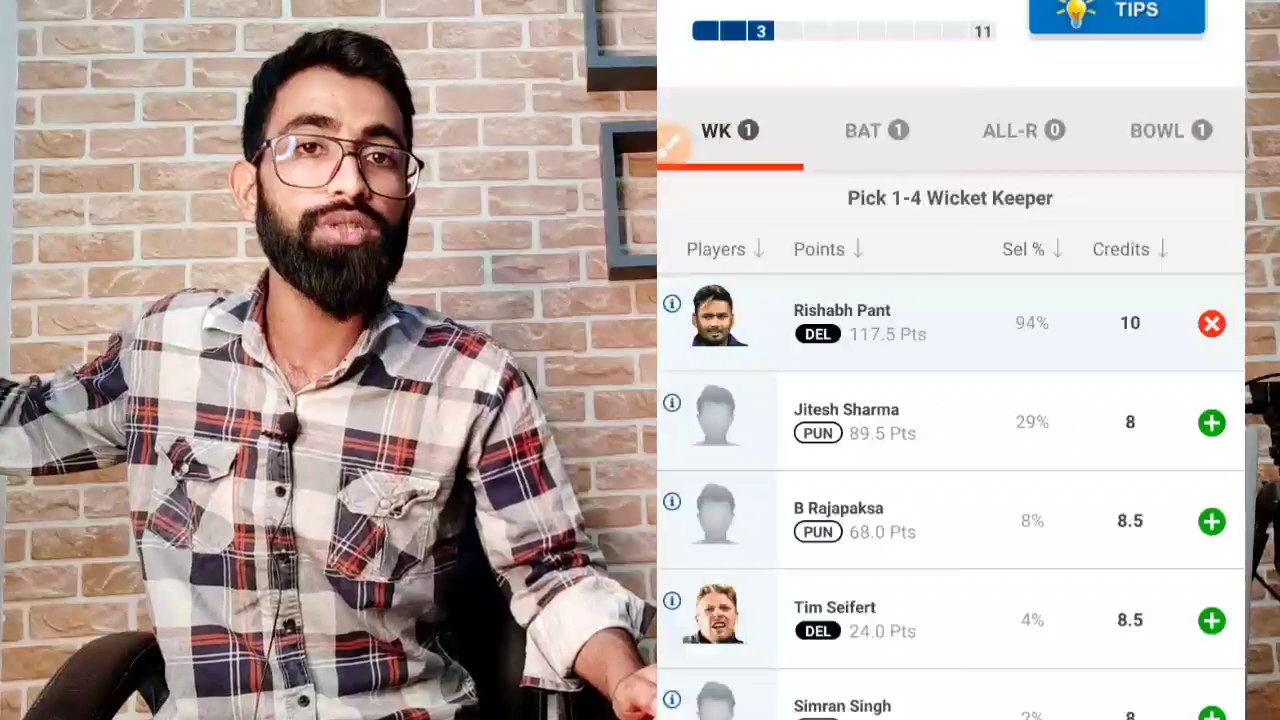 TIPS
3 11
WK 1 BAT 1 ALL-R 0 BOWL 1
Pick 1-4 Wicket Keeper
Players ↓ Points ↓ Sel % ↓ Credits ↓
Rishabh Pant
DEL 117.5 Pts 94% 10
Jitesh Sharma
PUN 89.5 Pts 29% 8
B Rajapaksa
PUN 68.0 Pts 8% 8.5
Tim Seifert
DEL 24.0 Pts 4% 8.5
Simran Singh
2% 8